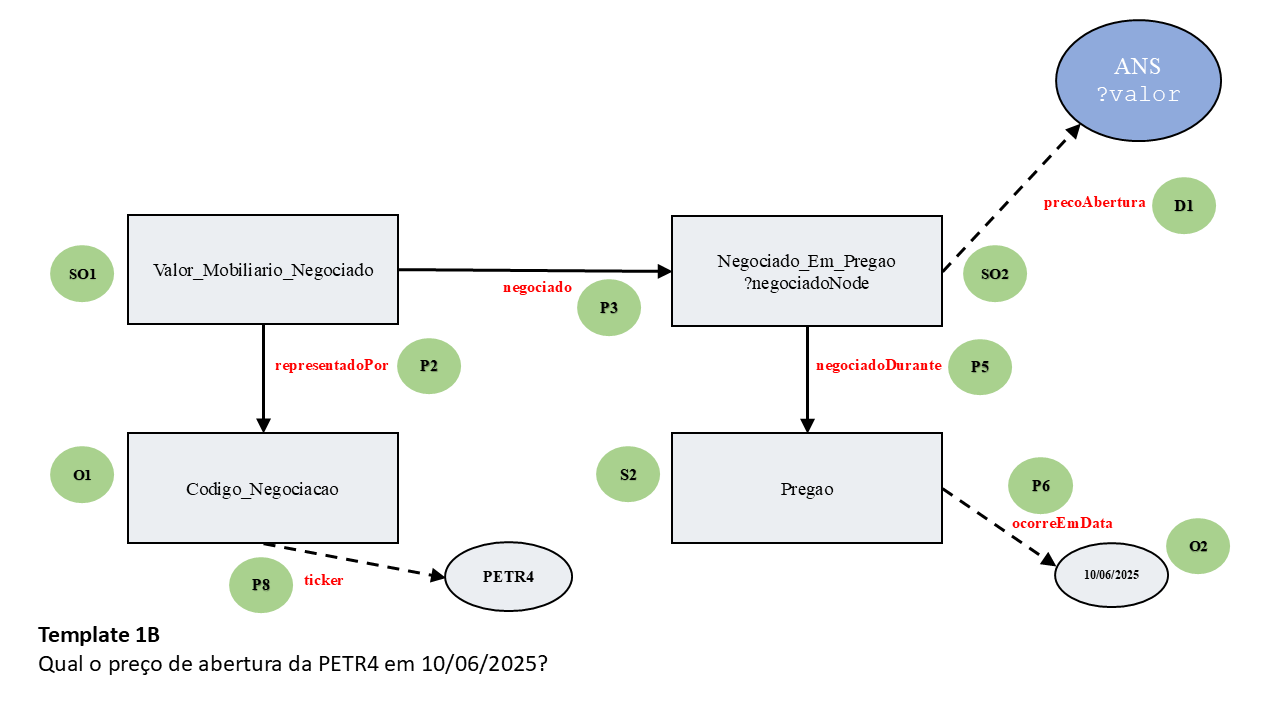 ANS
?valor
precoAbertura
D1
SO1
Valor_Mobiliario_Negociado
negociado
P3
Negociado_Em_Pregao
?negociadoNode
SO2
representadoPor
P2
negociadoDurante
P5
O1
Codigo_Negociacao
S2
Pregao
P6
ocorreEmData
O2
10/06/2025
P8
ticker
PETR4
Template 1B
Qual o preço de abertura da PETR4 em 10/06/2025?